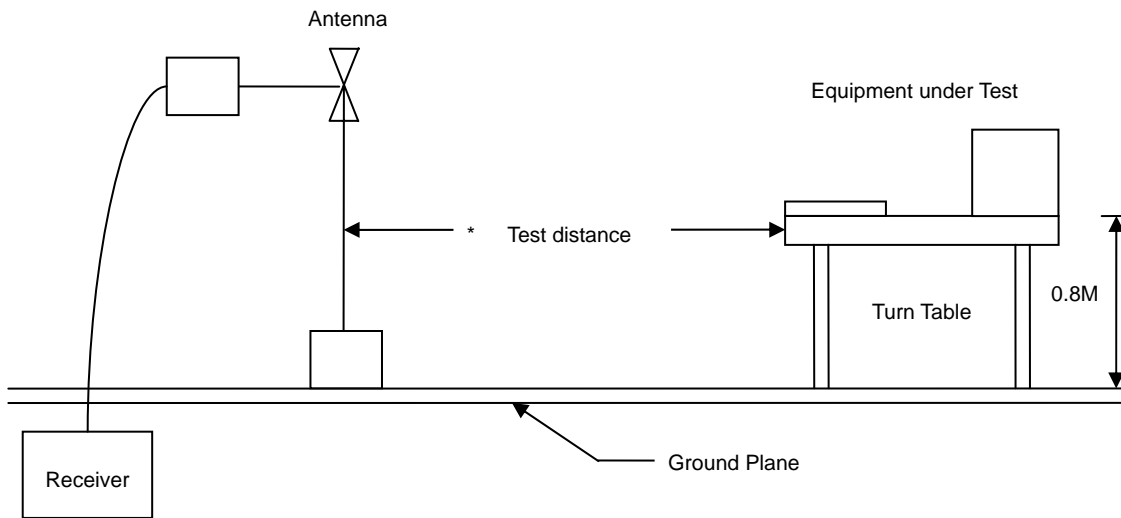 Antenna
Equipment under Test
* Test distance
0.8M
Turn Table
Ground Plane
Receiver